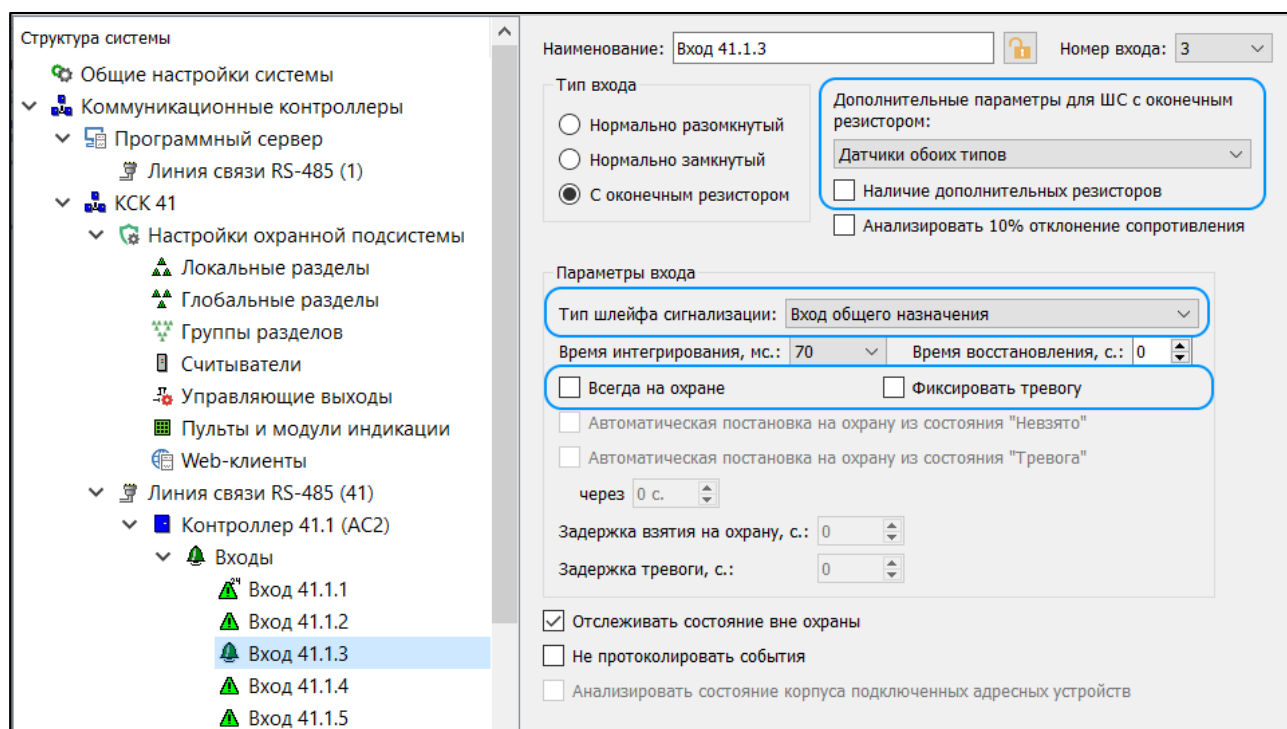 Структура системы
Общие настройки системы
Коммуникационные контроллеры
Программный сервер
Линия связи RS-485 (1)
КСК 41
Настройки охранной подсистемы
Локальные разделы
Глобальные разделы
Группы разделов
Считыватели
Управляющие выходы
Пульты и модули индикации
Web-клиенты
Линия связи RS-485 (41)
Контроллер 41.1 (AC2)
Входы
24 Вход 41.1.1
Вход 41.1.2
Вход 41.1.3
Вход 41.1.4
Вход 41.1.5
Наименование: Вход 41.1.3 Номер входа: 3
Тип входа
Нормально разомкнутый
Нормально замкнутый
С оконечным резистором
Дополнительные параметры для ШС с оконечным
резистором:
Датчики обоих типов
Наличие дополнительных резисторов
Анализировать 10% отклонение сопротивления
Параметры входа
Тип шлейфа сигнализации: Вход общего назначения
Время интегрирования, мс.: 70 Время восстановления, с.: 0
Всегда на охране Фиксировать тревогу
Автоматическая постановка на охрану из состояния "Невзято"
Автоматическая постановка на охрану из состояния "Тревога"
через 0 с.
Задержка взятия на охрану, с.: 0
Задержка тревоги, с.: 0
Отслеживать состояние вне охраны
Не протоколировать события
Анализировать состояние корпуса подключенных адресных устройств